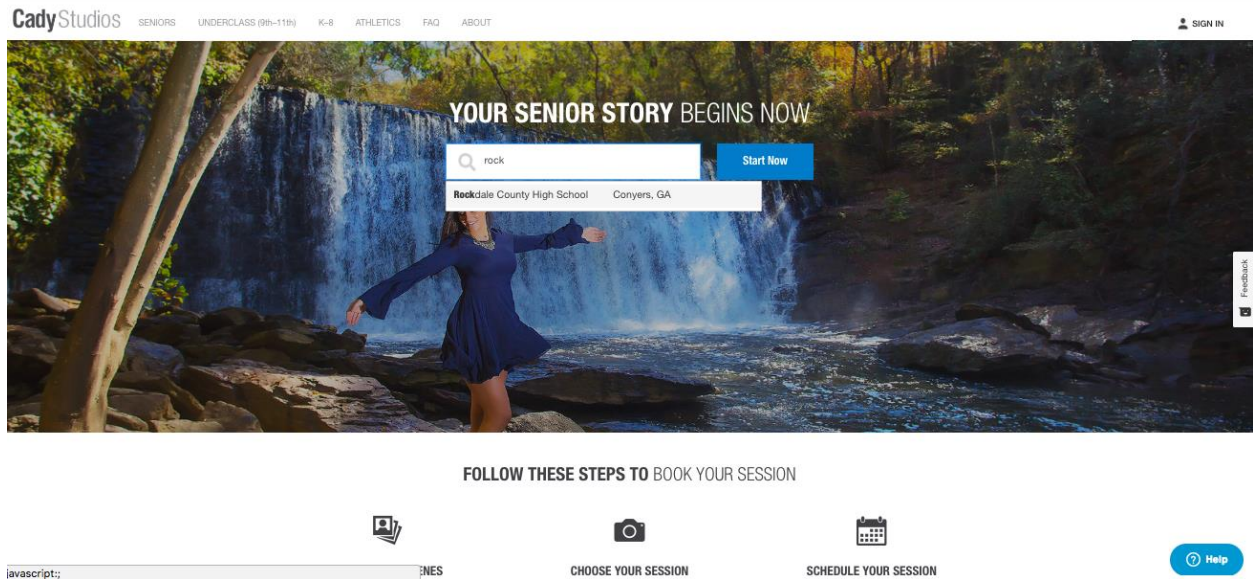 CadyStudios SENIORS UNDERCLASS (9th–11th) K–8 ATHLETICS FAQ ABOUT SIGN IN
YOUR SENIOR STORY BEGINS NOW
rock Start Now
Rockdale County High School Conyers, GA
Feedback
FOLLOW THESE STEPS TO BOOK YOUR SESSION
ENES CHOOSE YOUR SESSION SCHEDULE YOUR SESSION
Help
javascript:;